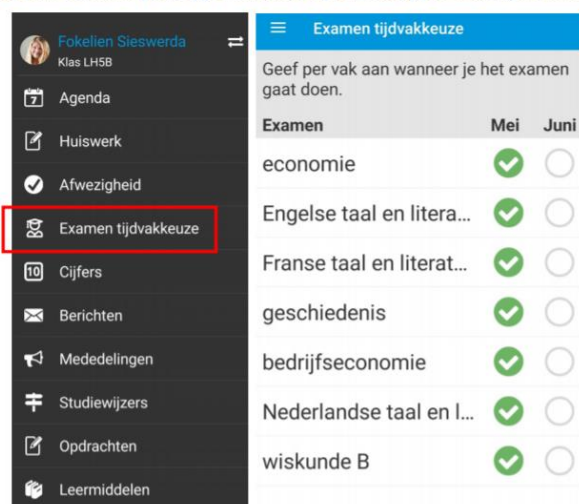 Fokelien Sieswerda
Klas LH5B
7
Agenda
Huiswerk
Afwezigheid
Examen tijdvakkeuze
10
Cijfers
Berichten
Mededelingen
Studiewijzers
Opdrachten
Leermiddelen
Examen tijdvakkeuze
Geef per vak aan wanneer je het examen
gaat doen.
Examen Mei Juni
economie
Engelse taal en litera...
Franse taal en literat...
geschiedenis
bedrijfseconomie
Nederlandse taal en l...
wiskunde B